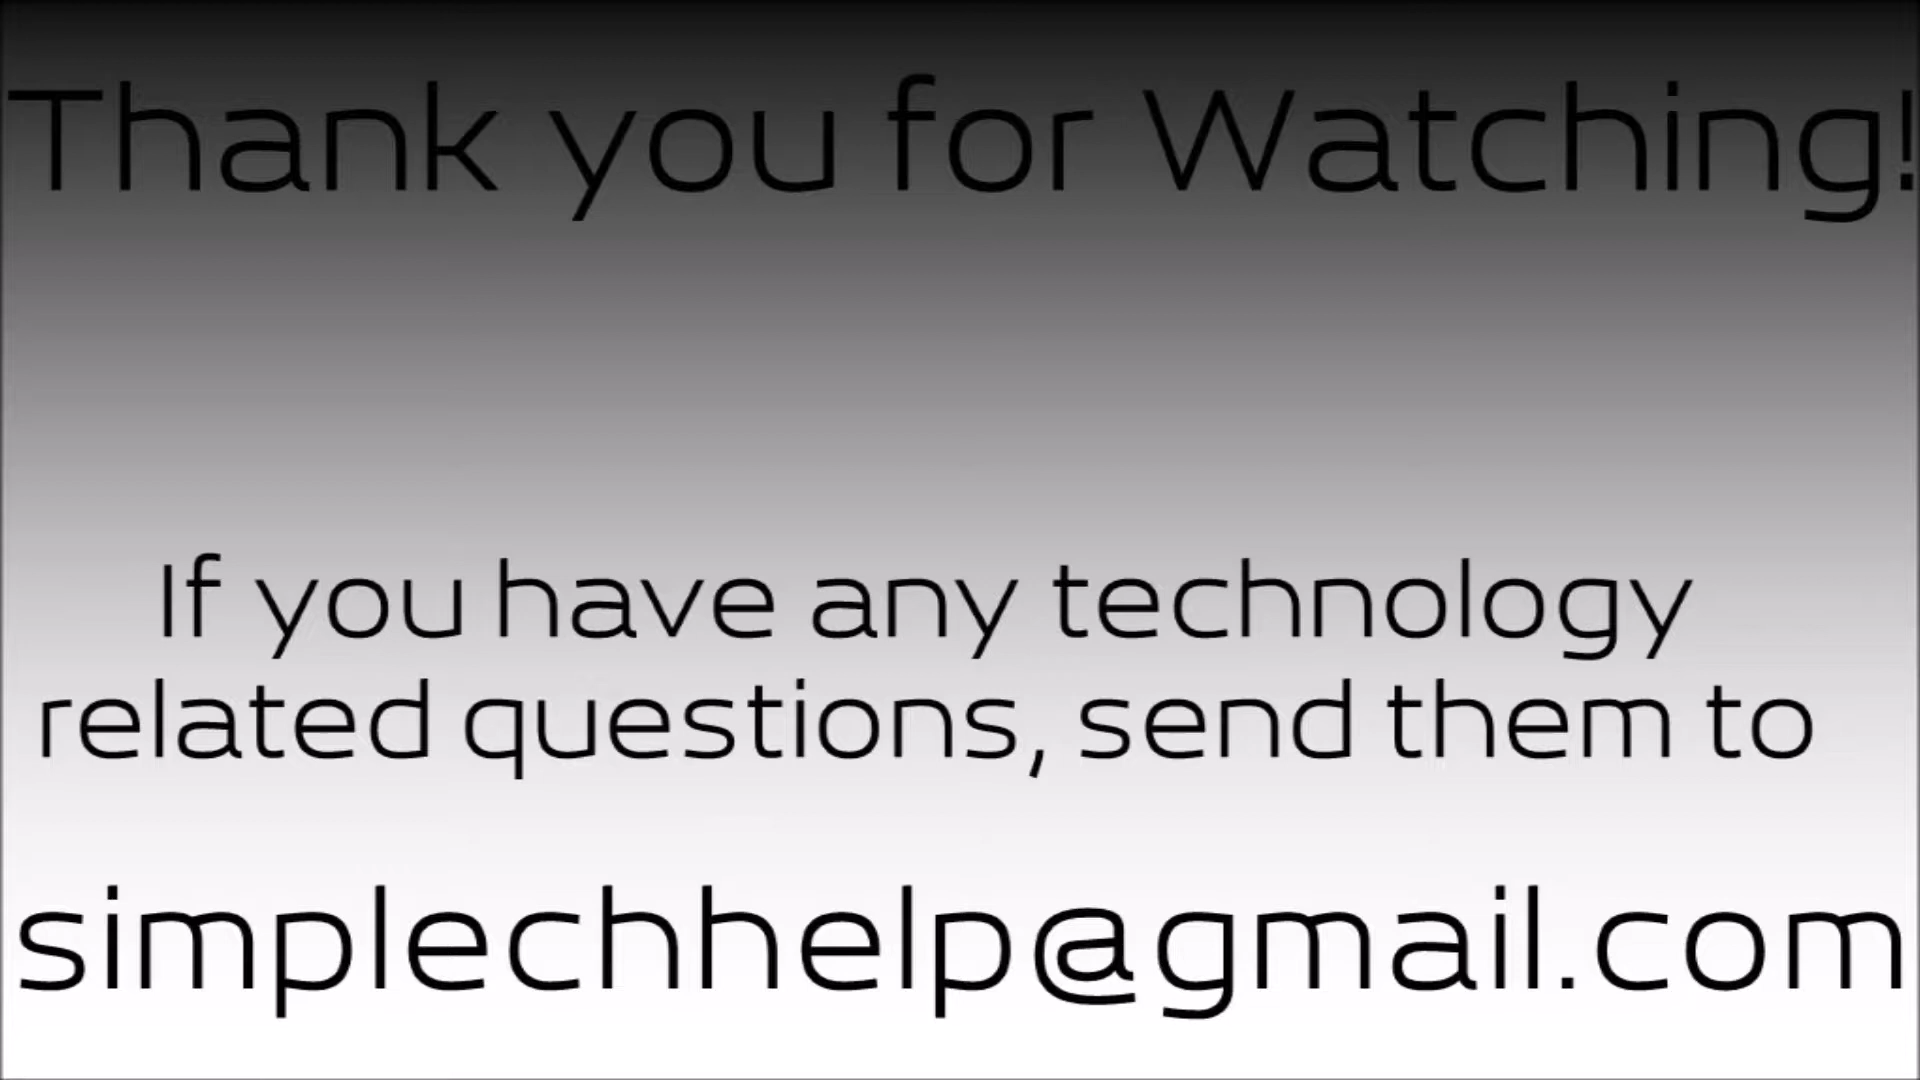 Thank you for Watching!
If you have any technology
related questions, send them to
simplechhelp@gmail.com